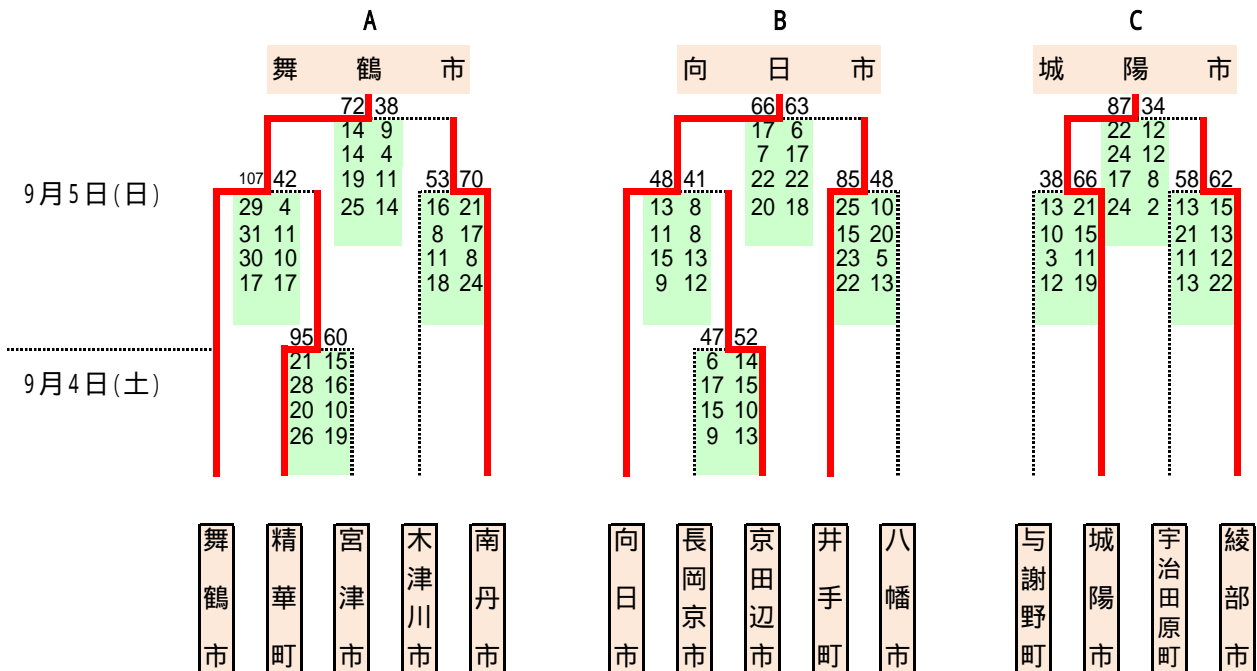 A
B
C
舞鶴市
向日市
城陽市
72 38
14 9
14 4
19 11
25 14
66 63
17 6
7 17
22 22
20 18
87 34
22 12
24 12
17 8
24 2
9月5日(日)
107 42
29 4
31 11
30 10
17 17
53 70
16 21
8 17
11 8
18 24
48 41
13 8
11 8
15 13
9 12
85 48
25 10
15 20
23 5
22 13
38 66
13 21
10 15
3 11
12 19
58 62
13 15
21 13
11 12
13 22
9月4日(土)
95 60
21 15
28 16
20 10
26 19
47 52
6 14
17 15
15 10
9 13
舞鶴市
精華町
宮津市
木津川市
南丹市
向日市
長岡京市
京田辺市
井手町
八幡市
与謝野町
城陽市
宇治田原町
綾部市